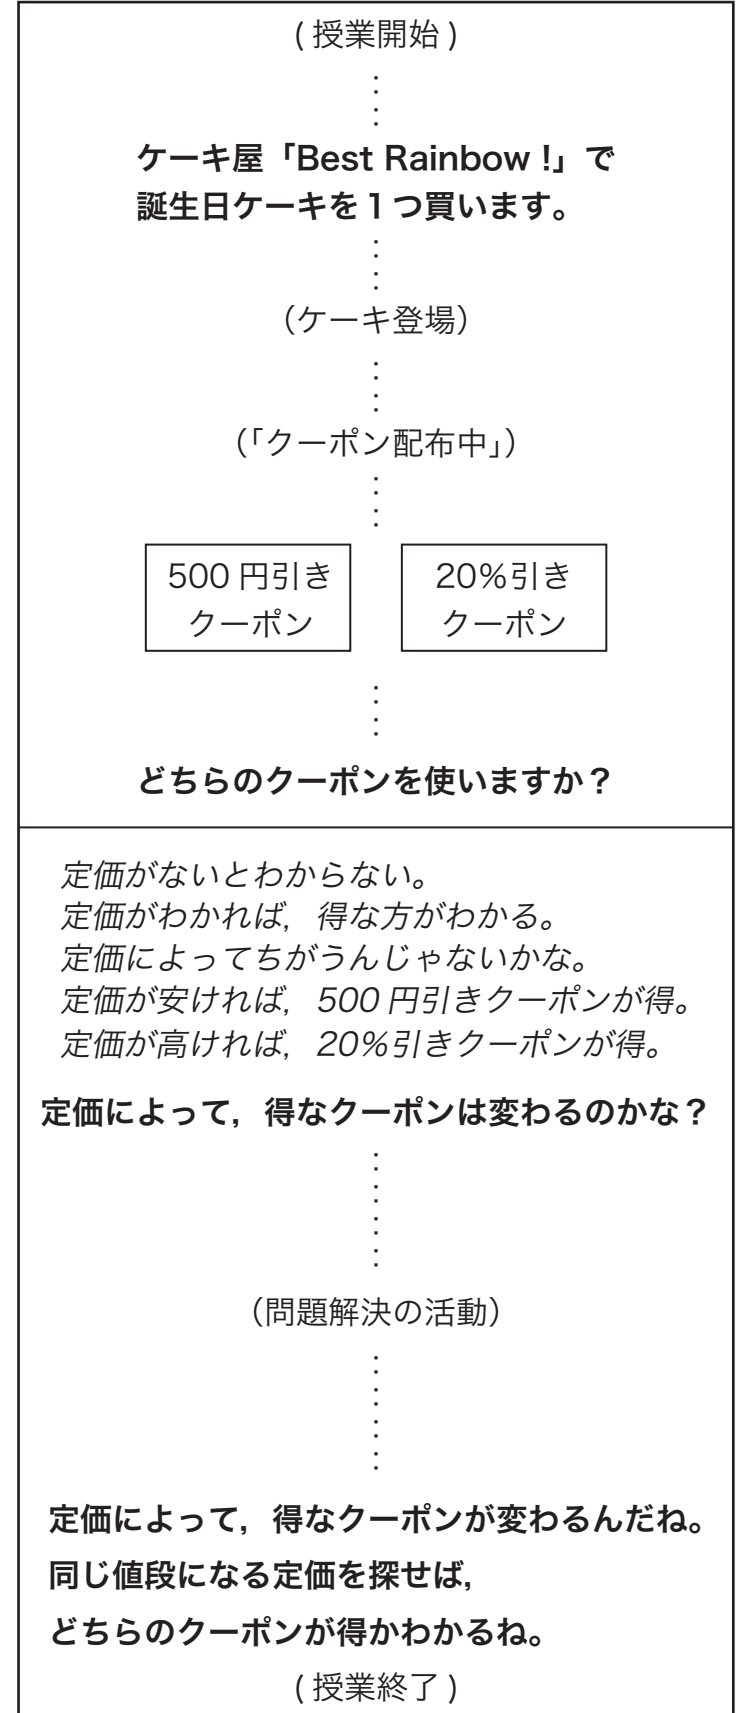 ( 授業開始 )
ケーキ屋「Best Rainbow !」で
誕生日ケーキを１つ買います。
（ケーキ登場）
（「クーポン配布中」）
500 円引き
クーポン
20%引き
クーポン
どちらのクーポンを使いますか？
定価がないとわからない。
定価がわかれば，得な方がわかる。
定価によってちがうんじゃないかな。
定価が安ければ，500 円引きクーポンが得。
定価が高ければ，20%引きクーポンが得。
定価によって，得なクーポンは変わるのかな？
（問題解決の活動）
定価によって，得なクーポンが変わるんだね。
同じ値段になる定価を探せば，
どちらのクーポンが得かわかるね。
( 授業終了 )